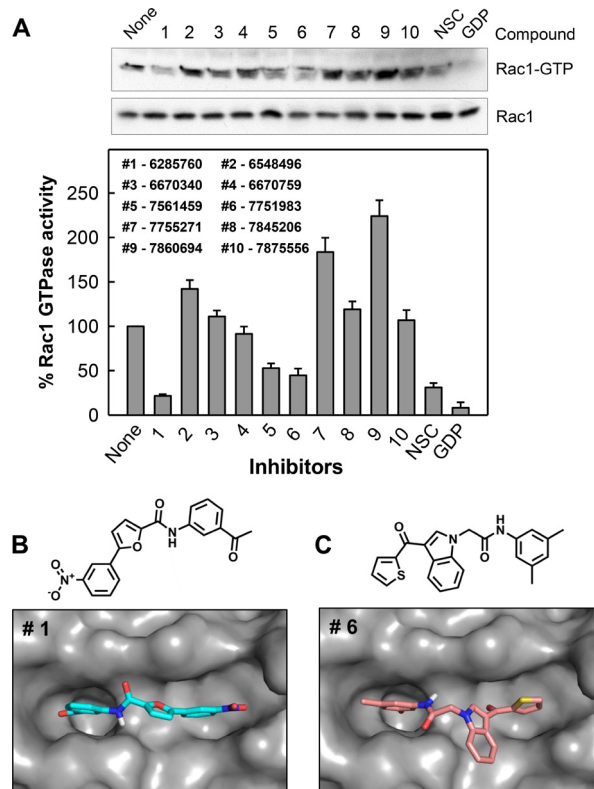 A
None 1 2 3 4 5 6 7 8 9 10 NSC GDP Compound
Rac1-GTP
Rac1
#1 - 6285760 #2 - 6548496
#3 - 6670340 #4 - 6670759
#5 - 7561459 #6 - 7751983
#7 - 7755271 #8 - 7845206
#9 - 7860694 #10 - 7875556
% Rac1 GTPase activity
250
200
150
100
50
0
None 1 2 3 4 5 6 7 8 9 10 NSC GDP
Inhibitors
B
O
O
N
H
O
O
N+
-O
# 1
C
O
S
N
O
H
N
# 6